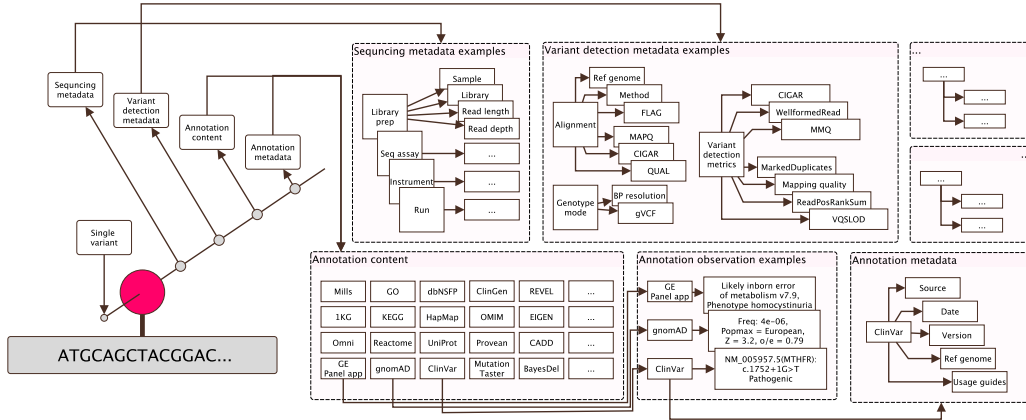 Sequncing
metadata
Variant
detection
metadata
Annotation
content
Annotation
metadata
Single
variant
ATGCAGCTACGGAC...
Sequncing metadata examples
Library
prep
Sample
Library
Read length
Read depth
Seq assay
...
Instrument
...
Run
...
Variant detection metadata examples
Alignment
Ref genome
Method
FLAG
MAPQ
CIGAR
QUAL
Genotype
mode
BP resolution
gVCF
Variant
detection
metrics
CIGAR
WellformedRead
MMQ
MarkedDuplicates
Mapping quality
ReadPosRankSum
VQSLOD
...
...
...
...
...
...
...
...
Annotation content
Mills
GO
dbNSFP
ClinGen
REVEL
...
1KG
KEGG
HapMap
OMIM
EIGEN
...
Omni
Reactome
UniProt
Provean
CADD
...
GE
Panel app
gnomAD
ClinVar
Mutation
Taster
BayesDel
...
Annotation observation examples
GE
Panel app
Likely inborn error
of metabolism v7.9,
Phenotype homocystinuria
gnomAD
Freq: 4e-06,
Popmax = European,
Z = 3.2, o/e = 0.79
ClinVar
NM_005957.5(MTHFR):
c.1752+1G>T
Pathogenic
Annotation metadata
ClinVar
Source
Date
Version
Ref genome
Usage guides